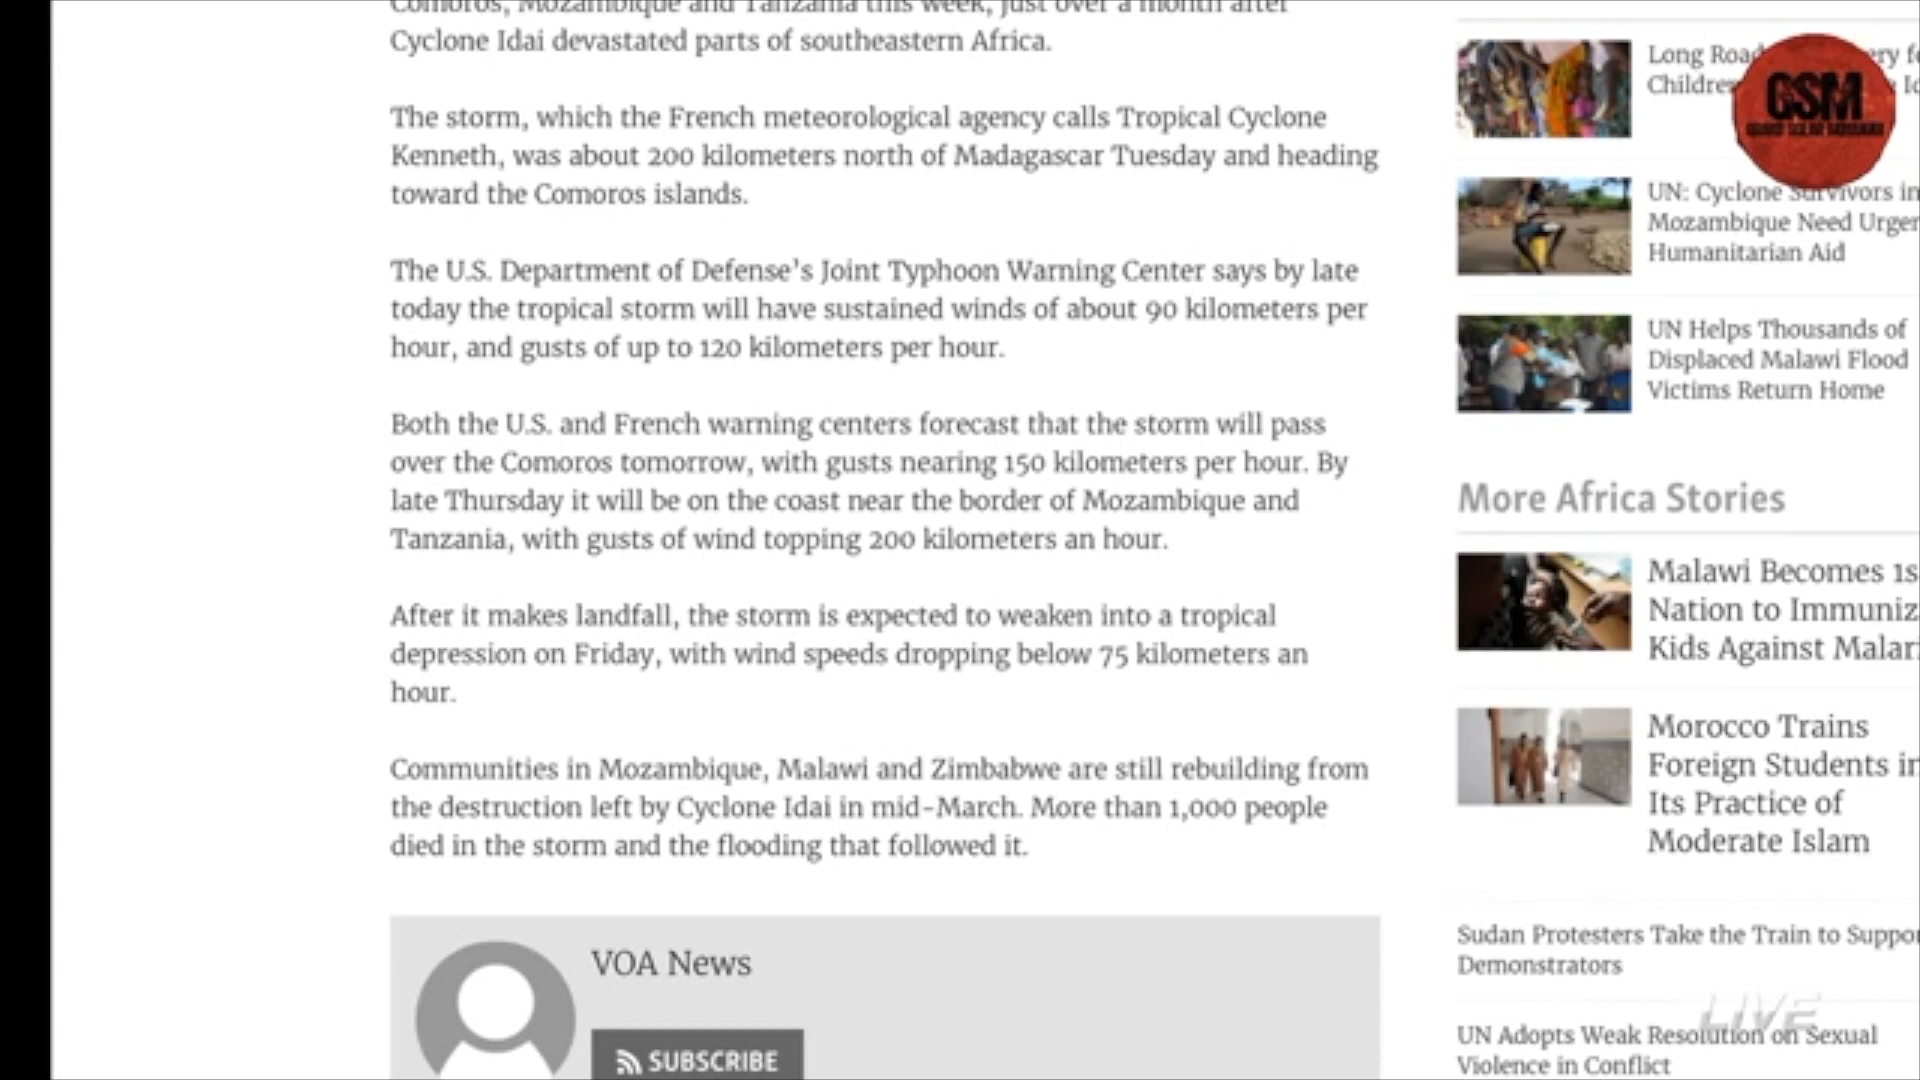 Comoros, Mozambique and Tanzania this week, just over a month after
Cyclone Idai devastated parts of southeastern Africa.
The storm, which the French meteorological agency calls Tropical Cyclone
Kenneth, was about 200 kilometers north of Madagascar Tuesday and heading
toward the Comoros islands.
The U.S. Department of Defense's Joint Typhoon Warning Center says by late
today the tropical storm will have sustained winds of about 90 kilometers per
hour, and gusts of up to 120 kilometers per hour.
Both the U.S. and French warning centers forecast that the storm will pass
over the Comoros tomorrow, with gusts nearing 150 kilometers per hour. By
late Thursday it will be on the coast near the border of Mozambique and
Tanzania, with gusts of wind topping 200 kilometers an hour.
After it makes landfall, the storm is expected to weaken into a tropical
depression on Friday, with wind speeds dropping below 75 kilometers an
hour.
Communities in Mozambique, Malawi and Zimbabwe are still rebuilding from
the destruction left by Cyclone Idai in mid-March. More than 1,000 people
died in the storm and the flooding that followed it.
VOA News
SUBSCRIBE
Long Road
Children
GSM
UN: Cyclone Survivors in
Mozambique Need Urgen
Humanitarian Aid
UN Helps Thousands of
Displaced Malawi Flood
Victims Return Home
More Africa Stories
Malawi Becomes 1s
Nation to Immuniz
Kids Against Malari
Morocco Trains
Foreign Students in
Its Practice of
Moderate Islam
Sudan Protesters Take the Train to Suppor
Demonstrators
LIVE
UN Adopts Weak Resolution on Sexual
Violence in Conflict